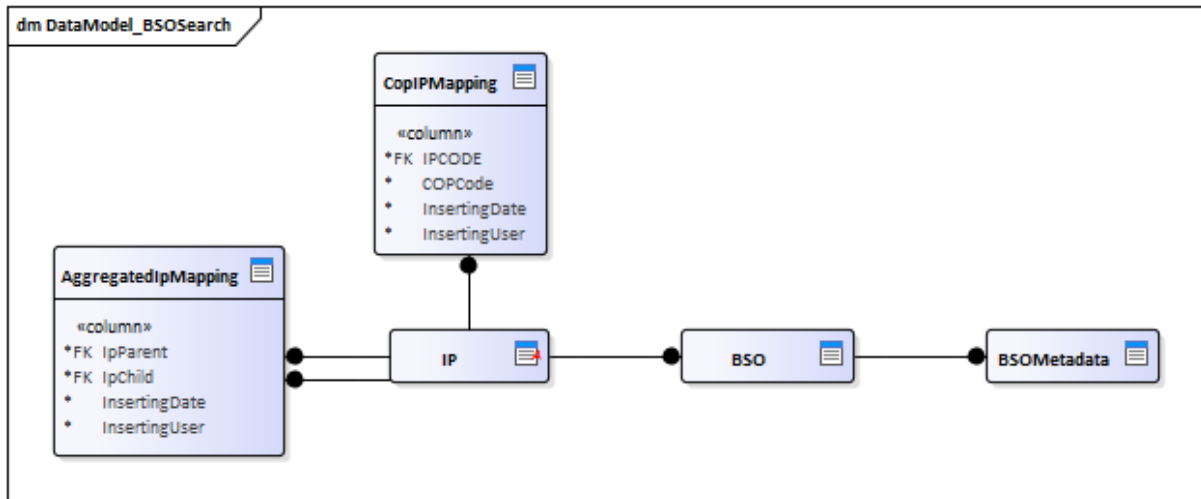 dm DataModel_BSOSearch
CopIPMapping
«column»
*FK IPCODE
* COPCode
* InsertingDate
* InsertingUser
AggregatedIpMapping
«column»
*FK IpParent
*FK IpChild
* InsertingDate
* InsertingUser
IP
BSO
BSOMetadata